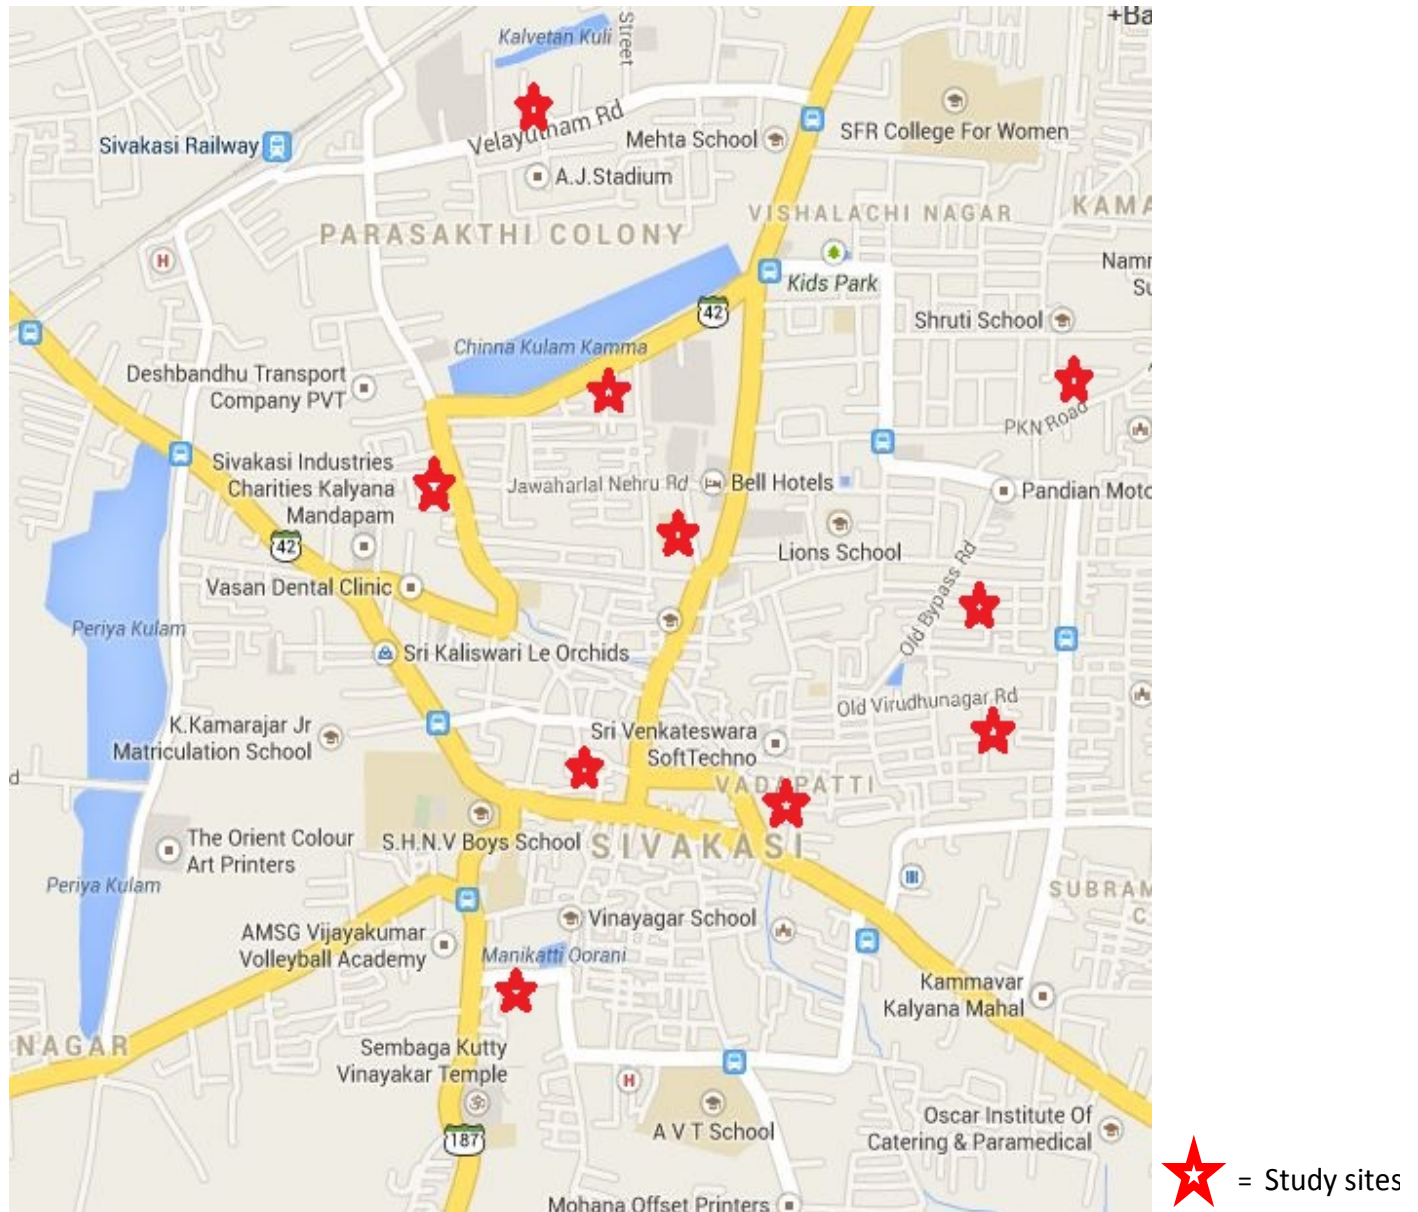 +Ba
Kalvetan Kuli
Street
Velayutham Rd
Mehta School
SFR College For Women
Sivakasi Railway
A.J.Stadium
PARASAKTHI COLONY
VISHALACHI NAGAR
KAMA
H
Kids Park
Namr
Su
42
Shruti School
Chinna Kulam Kamma
Deshbandhu Transport
Company PVT
PKN Road
Sivakasi Industries
Charities Kalyana
Mandapam
Jawaharlal Nehru Rd
Bell Hotels
Pandian Moto
42
Lions School
Vasan Dental Clinic
Old Bypass Rd
Periya Kulam
Sri Kaliswari Le Orchids
Old Virudhunagar Rd
K.Kamarajar Jr
Matriculation School
Sri Venkateswara
SoftTechno
d
VADAPATTI
The Orient Colour
Art Printers
S.H.N.V Boys School
SIVAKASI
Periya Kulam
SUBRAM
C
Vinayagar School
AMSG Vijayakumar
Volleyball Academy
Manikatti Oorani
Kammavar
Kalyana Mahal
NAGAR
Sembaga Kutty
Vinayakar Temple
H
187
A V T School
Oscar Institute Of
Catering & Paramedical
Mohana Offset Printers
= Study sites